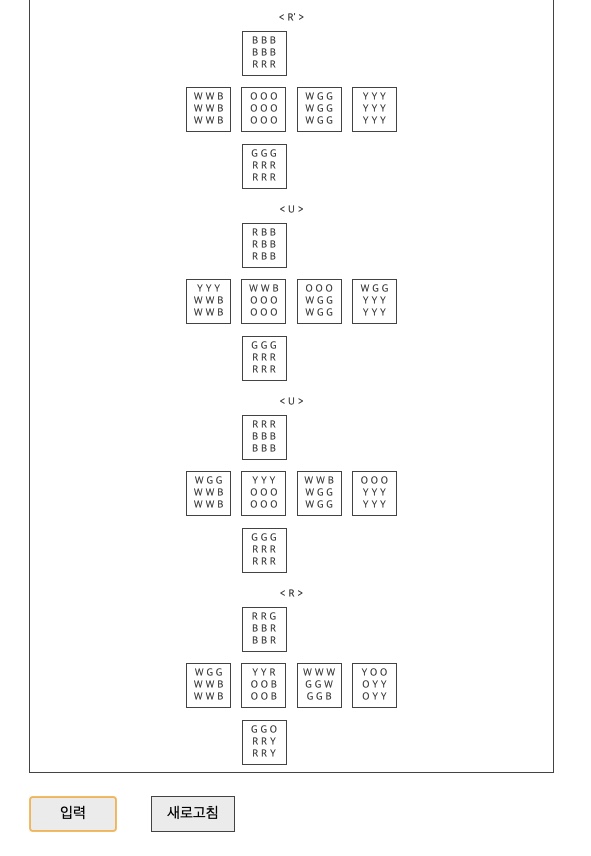 < R' >
B B B
B B B
R R R
W W B O O O W G G Y Y Y
W W B O O O W G G Y Y Y
W W B O O O W G G Y Y Y
G G G
R R R
R R R
< U >
R B B
R B B
R B B
Y Y Y W W B O O O W G G
W W B O O O W G G Y Y Y
W W B O O O W G G Y Y Y
G G G
R R R
R R R
< U >
R R R
B B B
B B B
W G G Y Y Y W W B O O O
W W B O O O W G G Y Y Y
W W B O O O W G G Y Y Y
G G G
R R R
R R R
< R >
R R G
B B R
B B R
W G G Y Y R W W W Y O O
W W B O O B G G W O Y Y
W W B O O B G G B O Y Y
G G O
R R Y
R R Y
입력 새로고침